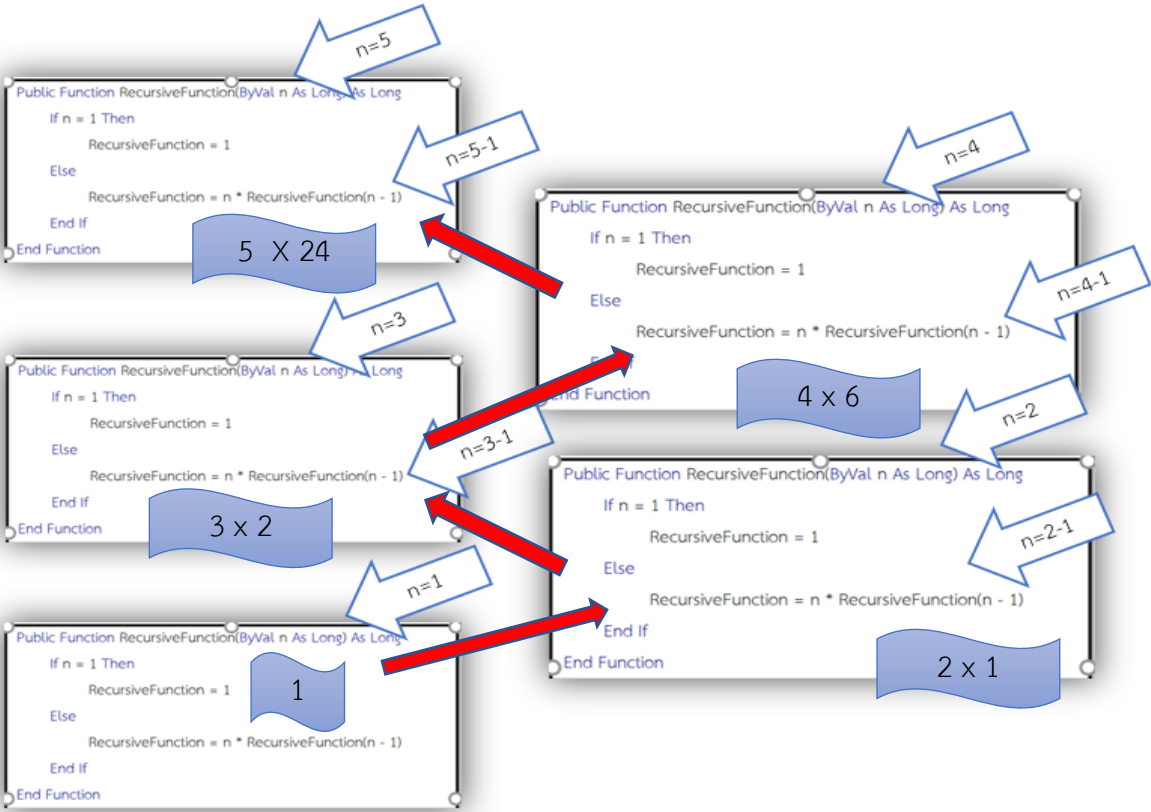 n=5
Public Function RecursiveFunction(ByVal n As Long) As Long
If n = 1 Then
RecursiveFunction = 1
Else
n=5-1
RecursiveFunction = n * RecursiveFunction(n - 1)
End If
End Function
5 X 24
n=4
Public Function RecursiveFunction(ByVal n As Long) As Long
If n = 1 Then
RecursiveFunction = 1
Else
n=4-1
RecursiveFunction = n * RecursiveFunction(n - 1)
End If
End Function
4 x 6
n=3
Public Function RecursiveFunction(ByVal n As Long) As Long
If n = 1 Then
RecursiveFunction = 1
Else
n=3-1
RecursiveFunction = n * RecursiveFunction(n - 1)
End If
End Function
3 x 2
n=2
Public Function RecursiveFunction(ByVal n As Long) As Long
If n = 1 Then
RecursiveFunction = 1
Else
n=2-1
RecursiveFunction = n * RecursiveFunction(n - 1)
End If
End Function
2 x 1
n=1
Public Function RecursiveFunction(ByVal n As Long) As Long
If n = 1 Then
RecursiveFunction = 1
1
Else
RecursiveFunction = n * RecursiveFunction(n - 1)
End If
End Function